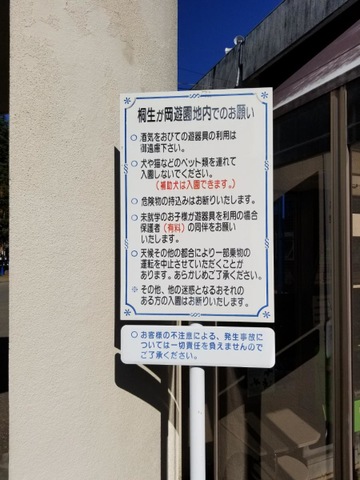 桐生が岡遊園地内でのお願い
○ 酒気をおびての遊器具の利用は
御遠慮下さい。
○ 犬や猫などのペット類を連れて
入園しないでください。
(補助犬は入園できます。)
○ 危険物の持込みはお断りいたします。
○ 未就学のお子様が遊器具を利用の場合
保護者(有料)の同伴をお願い
いたします。
○ 天候その他の都合により一部乗物の
運転を中止させていただくことが
あります。あらかじめご了承ください。
※ その他、他の迷惑となるおそれの
ある方の入園はお断りいたします。
○ お客様の不注意による、発生事故に
ついては一切責任を負えませんので
ご了承ください。